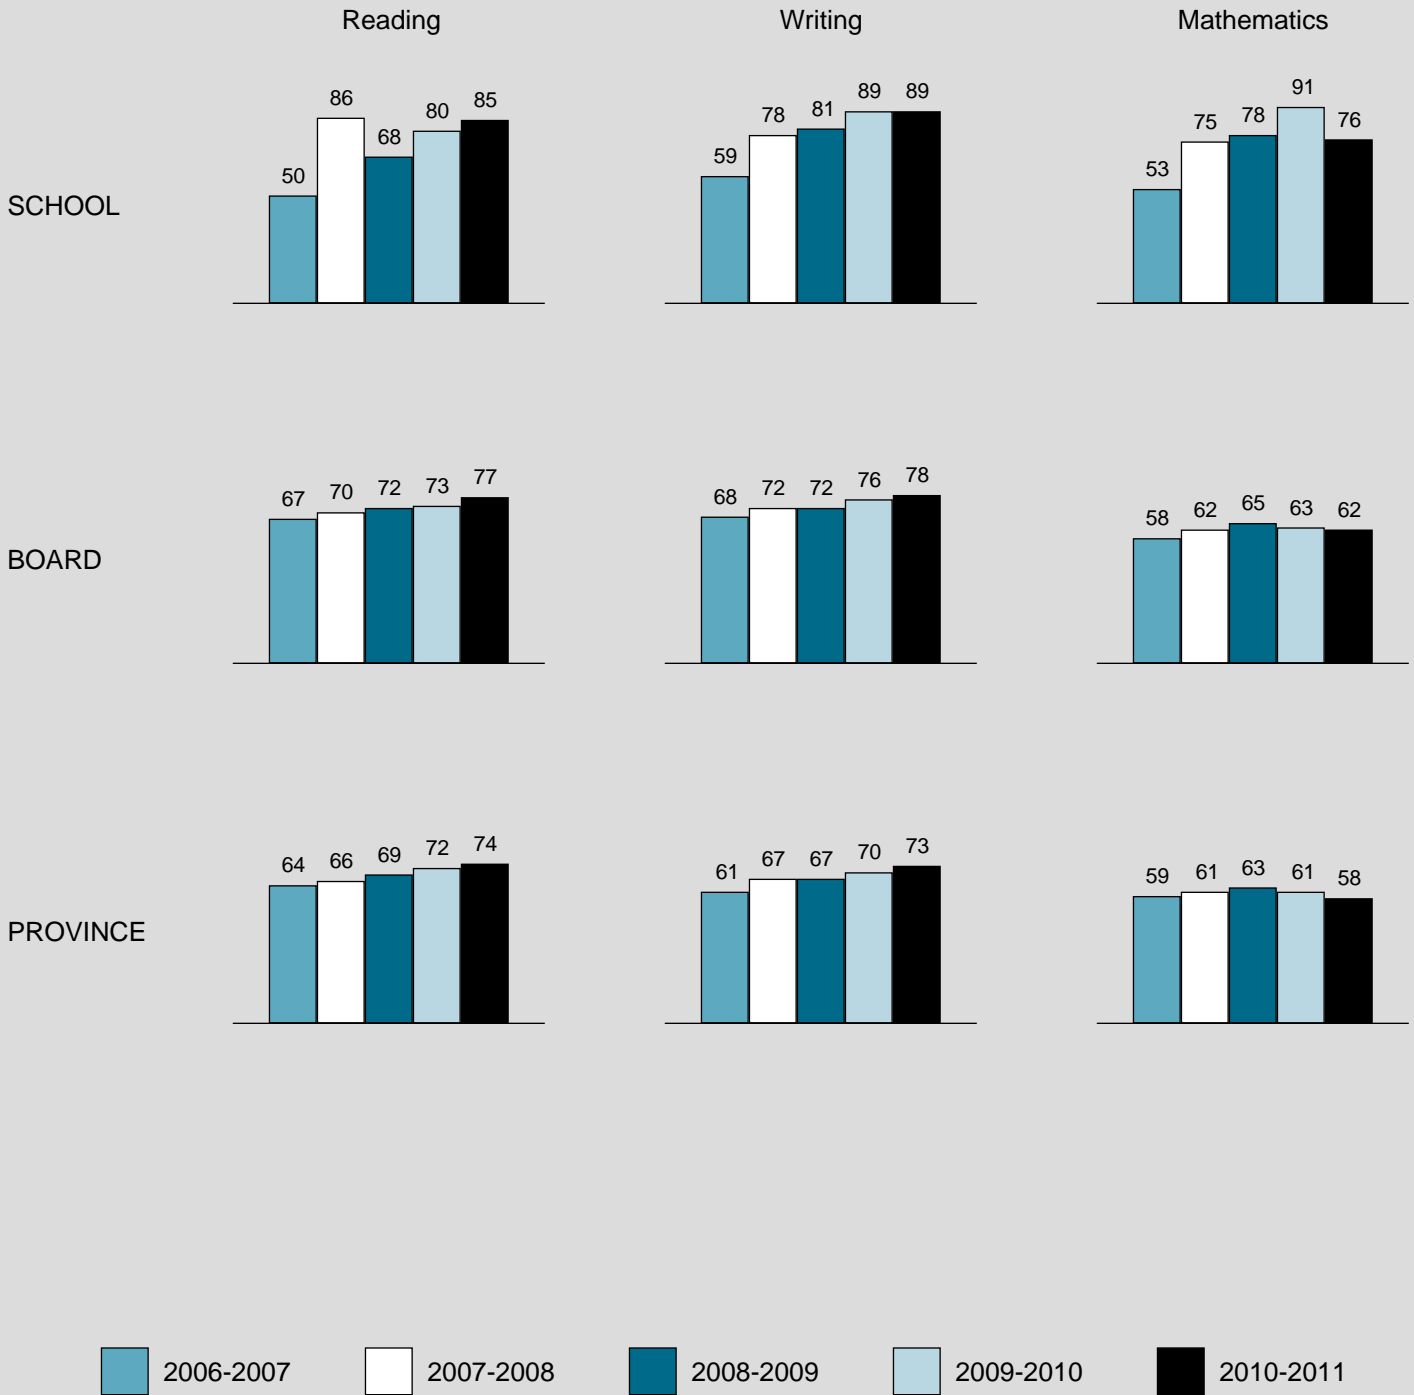 Reading Writing Mathematics
SCHOOL
50 86 68 80 85
59 78 81 89 89
53 75 78 91 76
BOARD
67 70 72 73 77
68 72 72 76 78
58 62 65 63 62
PROVINCE
64 66 69 72 74
61 67 67 70 73
59 61 63 61 58
2006-2007 2007-2008 2008-2009 2009-2010 2010-2011